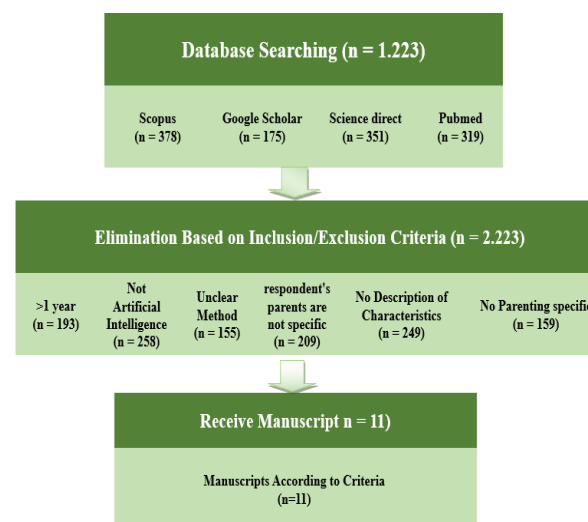 Database Searching (n = 1.223)
Scopus
(n = 378)
Google Scholar
(n = 175)
Science direct
(n = 351)
Pubmed
(n = 319)
Elimination Based on Inclusion/Exclusion Criteria (n = 2.223)
>1 year
(n = 193)
Not
Artificial
Intelligence
(n = 258)
Unclear
Method
(n = 155)
respondent's
parents are
not specific
(n = 209)
No Description of
Characteristics
(n = 249)
No Parenting specific
(n = 159)
Receive Manuscript n = 11)
Manuscripts According to Criteria
(n=11)